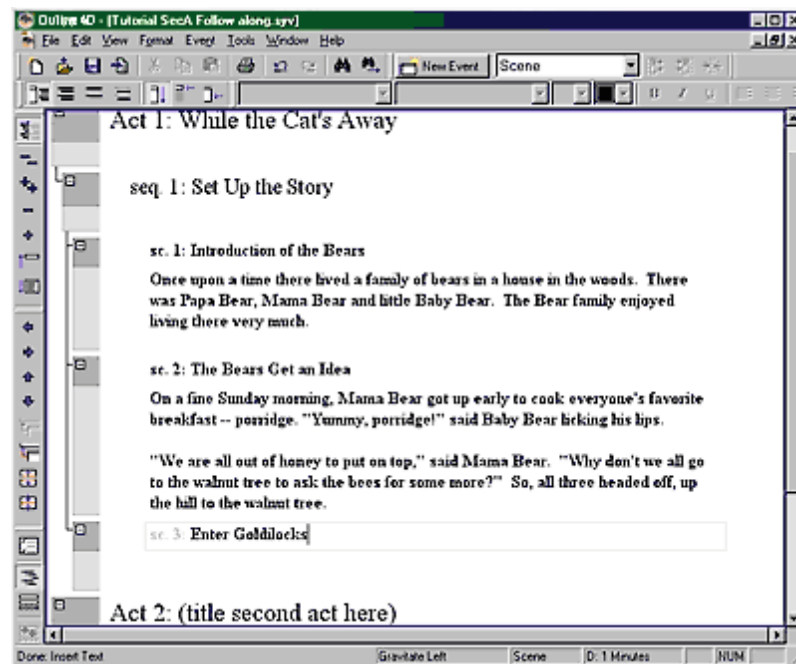 Outline 4D - [Tutorial SecA Follow along.syv]
File Edit View Format Event Tools Window Help
New Event Scene
B I U
Act 1: While the Cat's Away
seq. 1: Set Up the Story
sc. 1: Introduction of the Bears
Once upon a time there lived a family of bears in a house in the woods. There
was Papa Bear, Mama Bear and little Baby Bear. The Bear family enjoyed
living there very much.
sc. 2: The Bears Get an Idea
On a fine Sunday morning, Mama Bear got up early to cook everyone's favorite
breakfast -- porridge. "Yummy, porridge!" said Baby Bear licking his lips.
"We are all out of honey to put on top," said Mama Bear. "Why don't we all go
to the walnut tree to ask the bees for some more?" So, all three headed off, up
the hill to the walnut tree.
sc. 3: Enter Goldilocks
Act 2: (title second act here)
Done: Insert Text Gravitate Left Scene D: 1 Minutes NUM